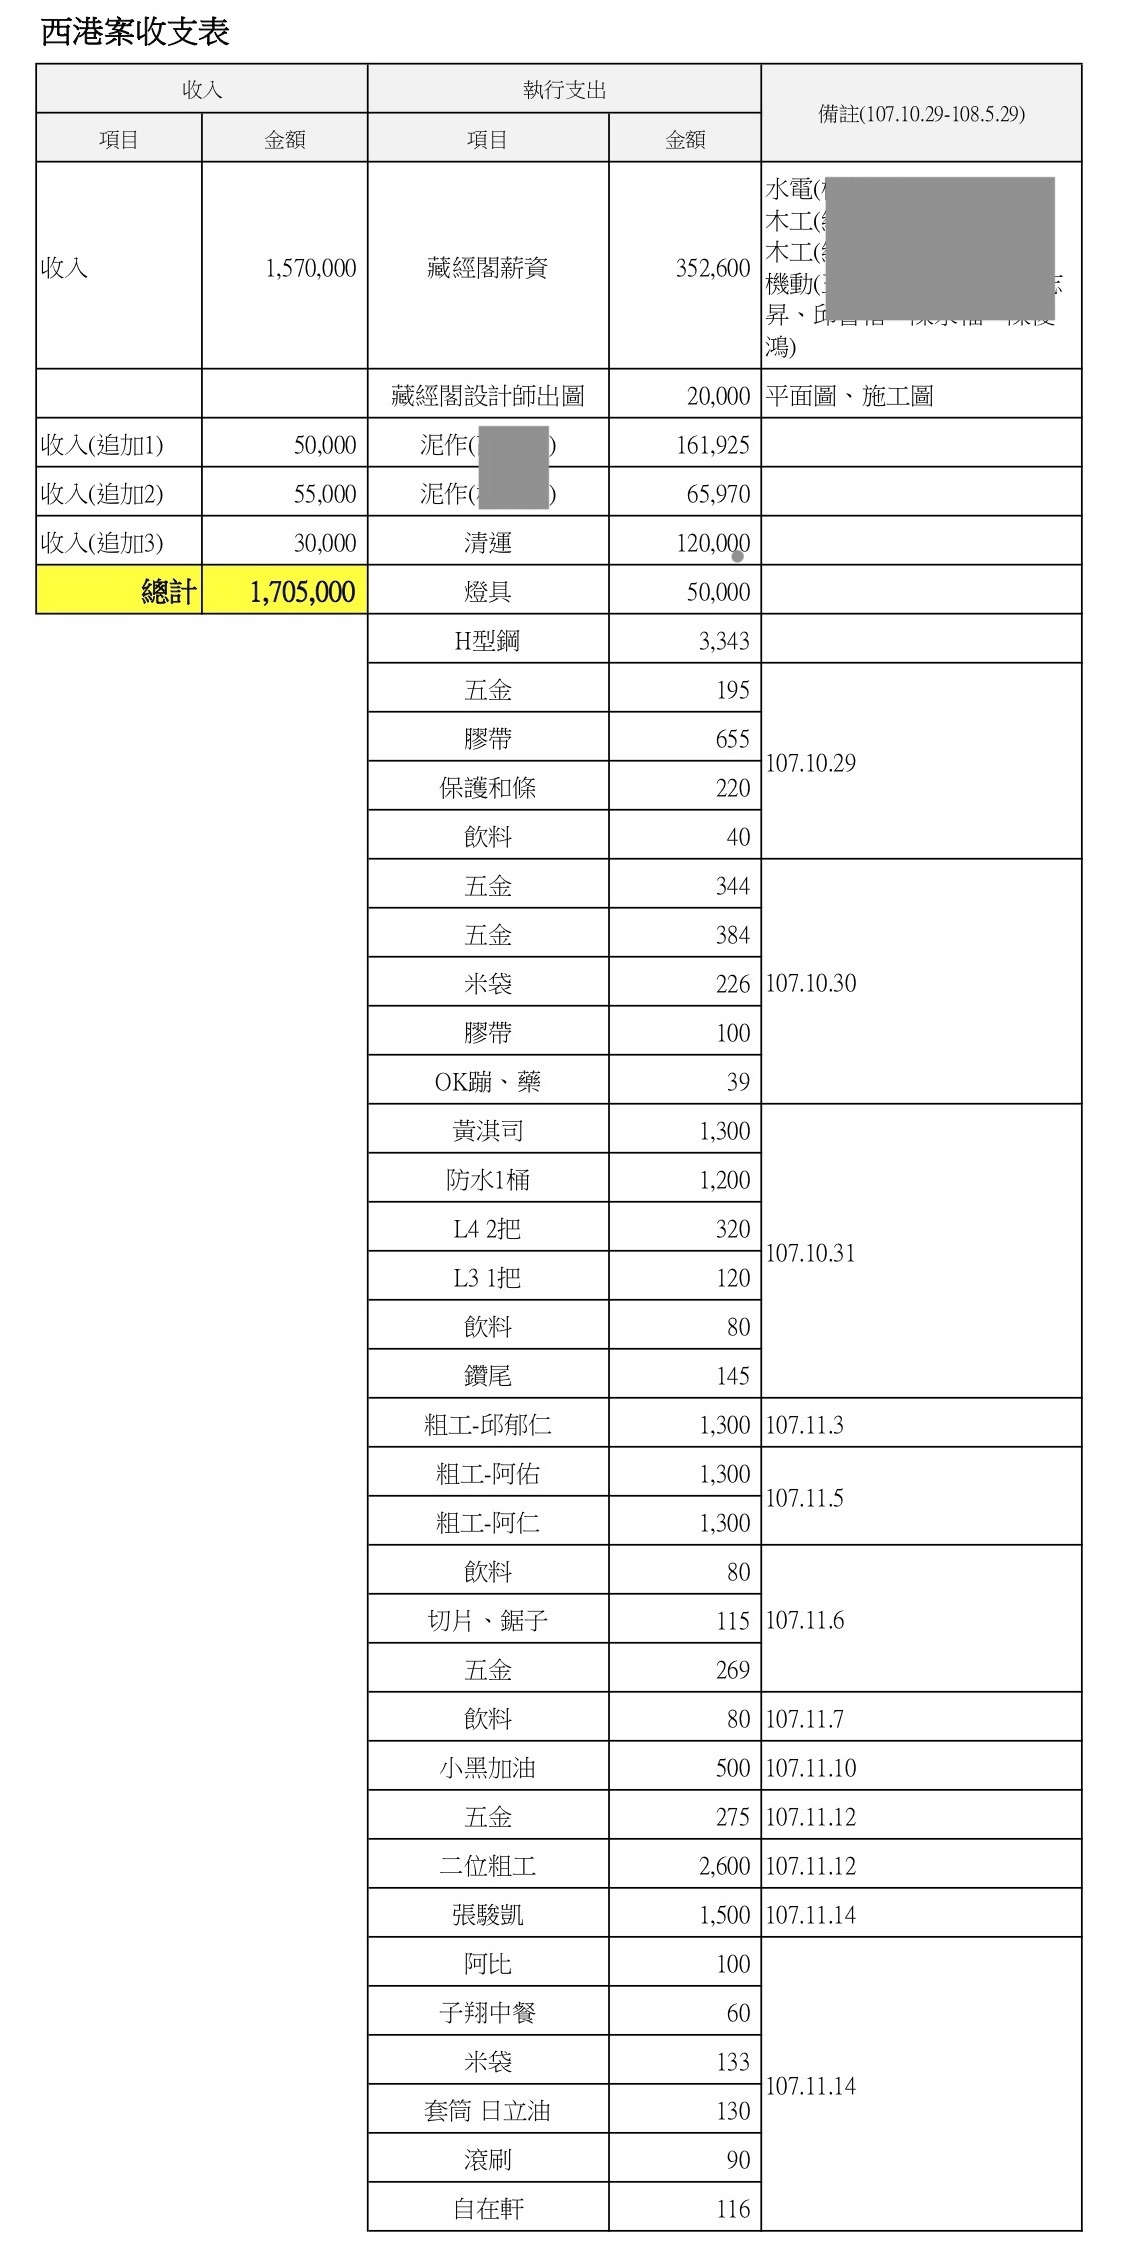 西港案收支表
收入 執行支出 備註(107.10.29-108.5.29)
項目 金額 項目 金額
收入 1,570,000 藏經閣薪資 352,600
水電(
木工(
木工(
機動(
昇、邱
鴻)
藏經閣設計師出圖 20,000 平面圖、施工圖
收入(追加1) 50,000 泥作( ) 161,925
收入(追加2) 55,000 泥作( ) 65,970
收入(追加3) 30,000 清運 120,000
總計 1,705,000 燈具 50,000
H型鋼 3,343
五金 195
膠帶 655
107.10.29
保護和條 220
飲料 40
五金 344
五金 384
米袋 226 107.10.30
膠帶 100
OK蹦、藥 39
黃淇司 1,300
防水1桶 1,200
L4 2把 320
107.10.31
L3 1把 120
飲料 80
鑽尾 145
粗工-邱郁仁 1,300 107.11.3
粗工-阿佑 1,300
107.11.5
粗工-阿仁 1,300
飲料 80
切片、鋸子 115 107.11.6
五金 269
飲料 80 107.11.7
小黑加油 500 107.11.10
五金 275 107.11.12
二位粗工 2,600 107.11.12
張駿凱 1,500 107.11.14
阿比 100
子翔中餐 60
米袋 133
107.11.14
套筒 日立油 130
滾刷 90
自在軒 116